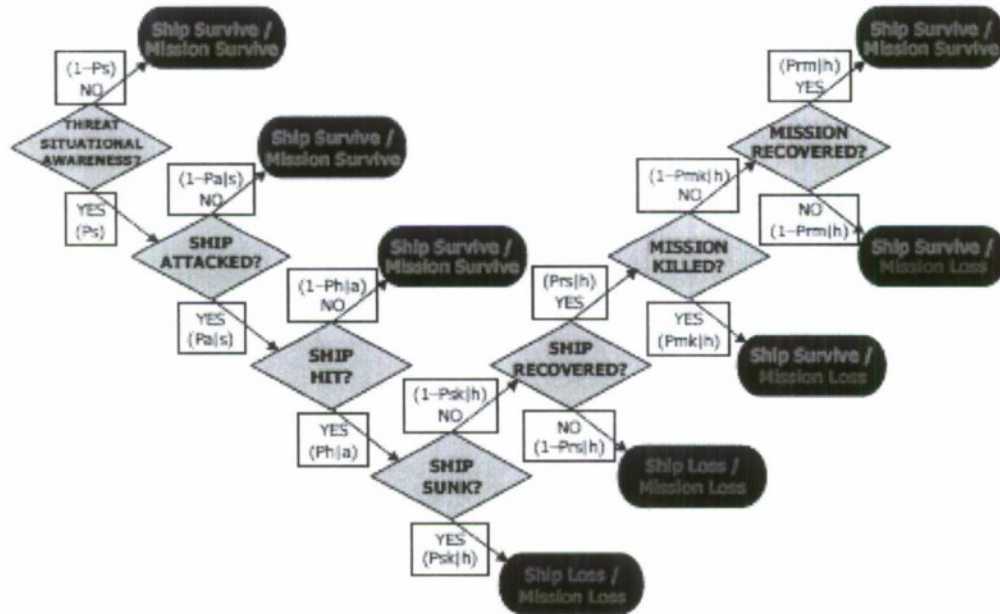 Ship Survive /
Mission Survive
(1-Ps)
NO
THREAT
SITUATIONAL
AWARENESS?
YES
(Ps)
Ship Survive /
Mission Survive
(1-Pa|s)
NO
SHIP
ATTACKED?
YES
(Pa|s)
Ship Survive /
Mission Survive
(1-Ph|a)
NO
SHIP
HIT?
YES
(Ph|a)
(1-Psk|h)
NO
SHIP
SUNK?
YES
(Psk|h)
Ship Loss /
Mission Loss
(Prs|h)
YES
SHIP
RECOVERED?
NO
(1-Prs|h)
Ship Loss /
Mission Loss
(1-Pmk|h)
NO
MISSION
KILLED?
YES
(Pmk|h)
Ship Survive /
Mission Loss
(Prm|h)
YES
Ship Survive /
Mission Survive
MISSION
RECOVERED?
NO
(1-Prm|h)
Ship Survive /
Mission Loss